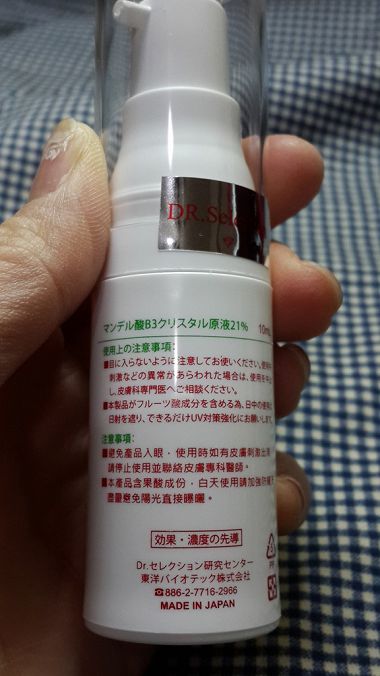 DR.Sele
マンデル酸B3クリスタル原液21% 10mL
使用上の注意事項:
■目に入らないように注意してお使いください。使用中
刺激などの異常があらわれた場合は、使用を中
し、皮膚科専門医へご相談ください。
■本製品がフルーツ酸成分を含める為、日中の使用は
日射を遮り、できるだけUV対策強化にお願いします。
注意事項:
■避免產品入眼，使用時如有皮膚刺激出現
請停止使用並聯絡皮膚專科醫師。
■本產品含果酸成份，白天使用請加強防曬
盡量避免陽光直接曝曬。
効果・濃度の先導
Dr.セレクション研究センター
東洋バイオテック株式会社
☎886-2-7716-2966
MADE IN JAPAN